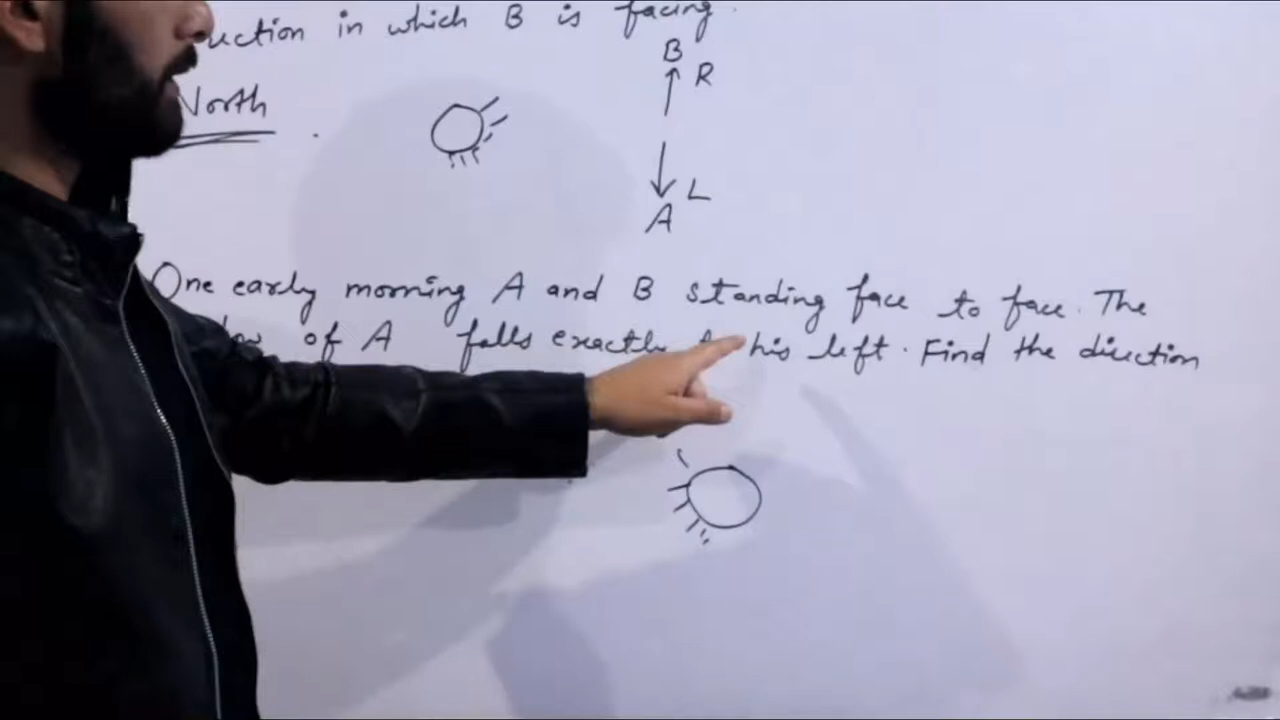 in which B is facing.
North
B
R
L
A
One early morning A and B standing face to face. The
of A falls exactly his left. Find the direction